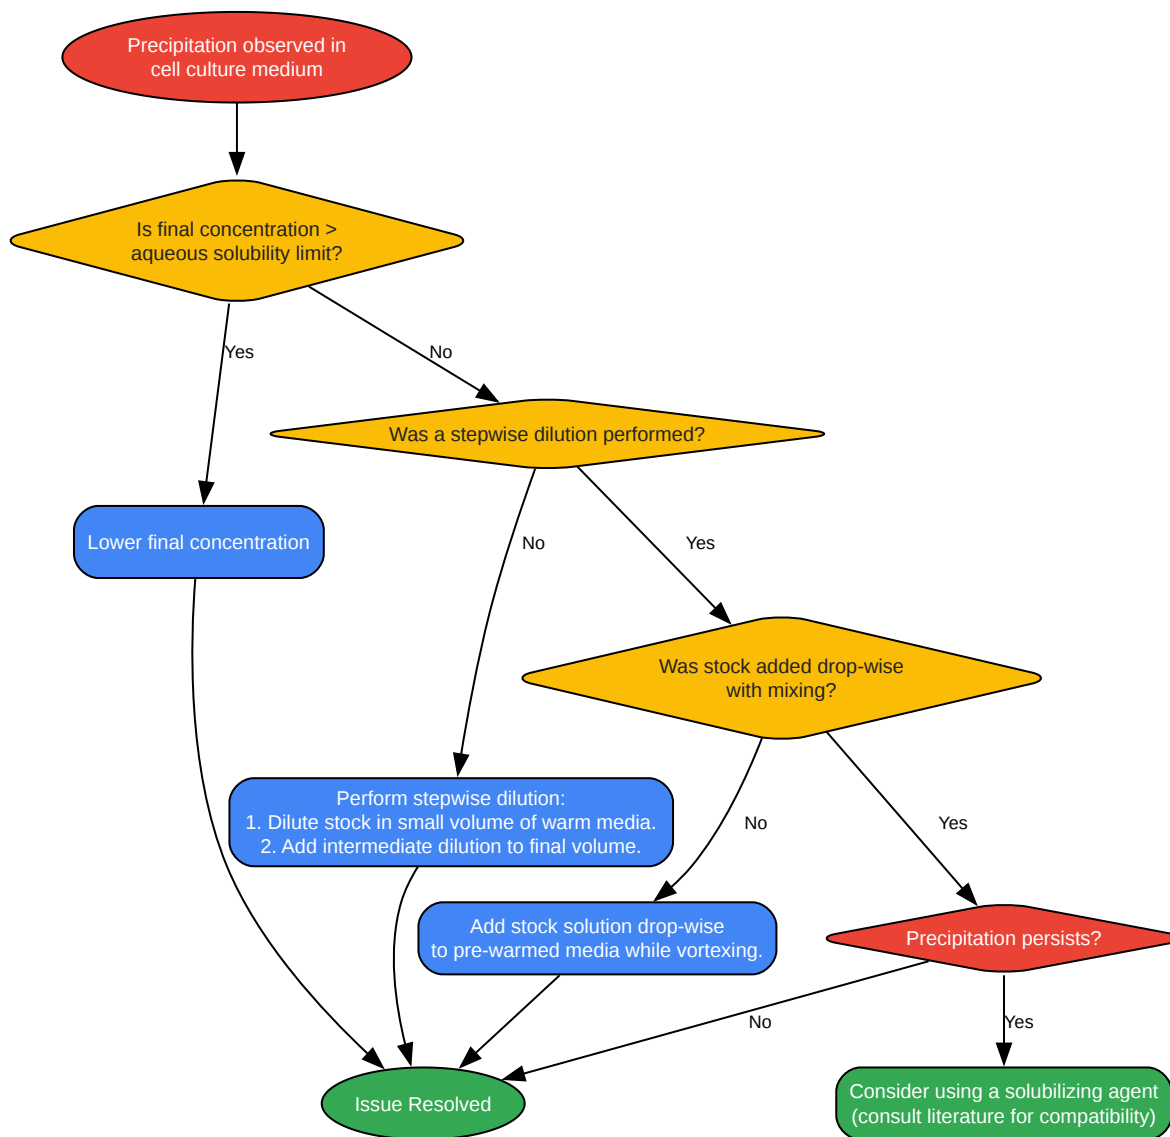 Precipitation observed in
cell culture medium
Is final concentration >
aqueous solubility limit?
Yes
No
Was a stepwise dilution performed?
Lower final concentration
No
Yes
Was stock added drop-wise
with mixing?
Perform stepwise dilution:
1. Dilute stock in small volume of warm media.
2. Add intermediate dilution to final volume.
No
Yes
Add stock solution drop-wise
to pre-warmed media while vortexing.
Precipitation persists?
No
Yes
Issue Resolved
Consider using a solubilizing agent
(consult literature for compatibility)